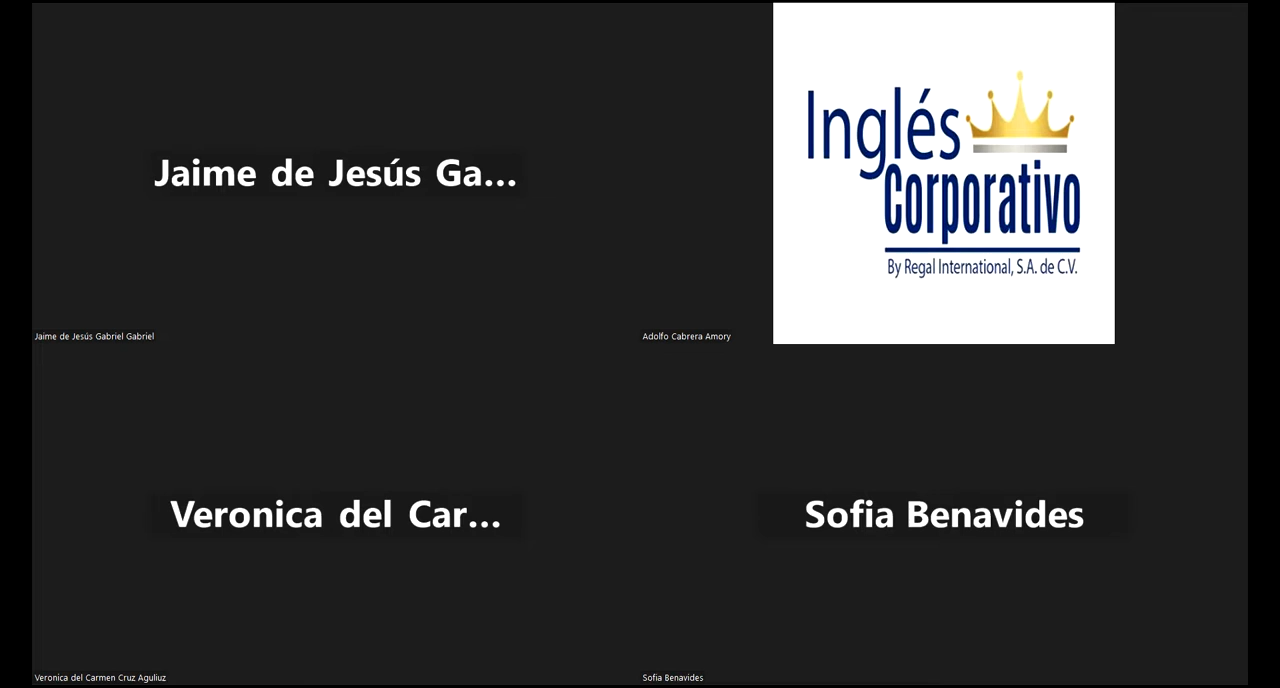 Jaime de Jesús Ga...
Jaime de Jesús Gabriel Gabriel
Inglés
Corporativo
By Regal International, S.A. de C.V.
Adolfo Cabrera Amory
Veronica del Car...
Veronica del Carmen Cruz Aguliuz
Sofia Benavides
Sofia Benavides